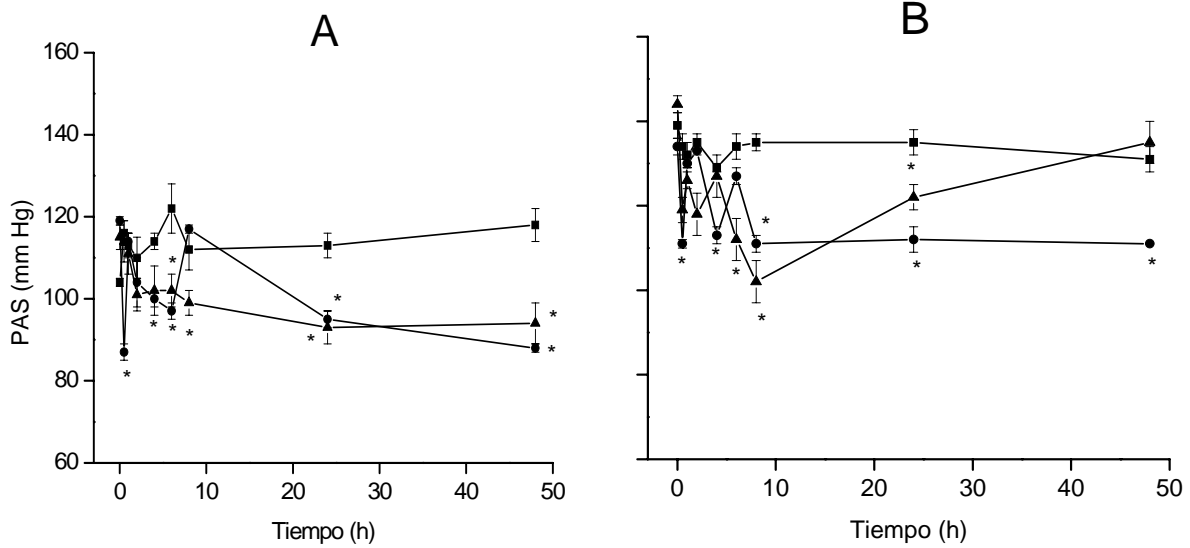 A
B
PAS (mm Hg)
160
140
120
100
80
60
* * * * * * * * *
* * * * * * * *
0 10 20 30 40 50
0 10 20 30 40 50
Tiempo (h)
Tiempo (h)